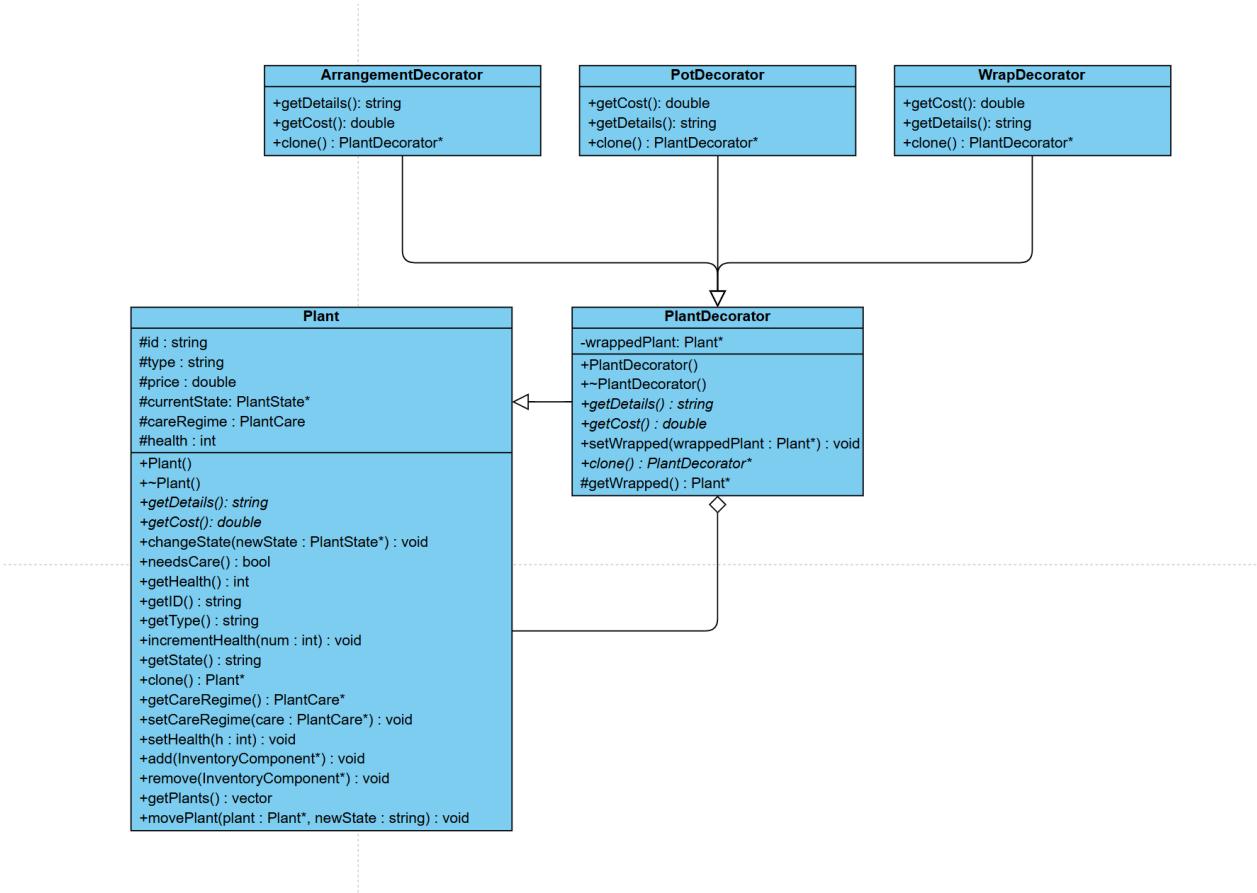 ArrangementDecorator
+getDetails(): string
+getCost(): double
+clone() : PlantDecorator*
PotDecorator
+getCost(): double
+getDetails(): string
+clone() : PlantDecorator*
WrapDecorator
+getCost(): double
+getDetails(): string
+clone() : PlantDecorator*
Plant
#id : string
#type : string
#price : double
#currentState: PlantState*
#careRegime : PlantCare
#health : int
+Plant()
+~Plant()
+getDetails(): string
+getCost(): double
+changeState(newState : PlantState*) : void
+needsCare() : bool
+getHealth() : int
+getID() : string
+getType() : string
+incrementHealth(num : int) : void
+getState() : string
+clone() : Plant*
+getCareRegime() : PlantCare*
+setCareRegime(care : PlantCare*) : void
+setHealth(h : int) : void
+add(InventoryComponent*) : void
+remove(InventoryComponent*) : void
+getPlants() : vector
+movePlant(plant : Plant*, newState : string) : void
PlantDecorator
-wrappedPlant: Plant*
+PlantDecorator()
+~PlantDecorator()
+getDetails() : string
+getCost() : double
+setWrapped(wrappedPlant : Plant*) : void
+clone() : PlantDecorator*
#getWrapped() : Plant*